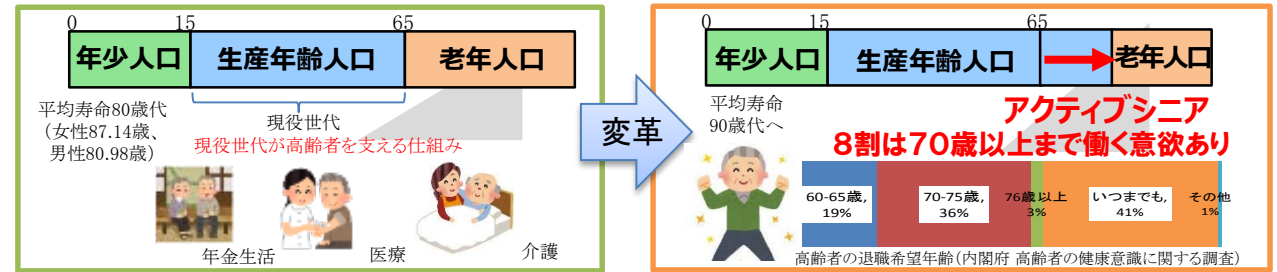 0 15 65
年少人口 生産年齢人口 老年人口
平均寿命80歳代
(女性87.14歳、
男性80.98歳)
現役世代
現役世代が高齢者を支える仕組み
年金生活
医療
介護
変革
0 15 65
年少人口 生産年齢人口 老年人口
平均寿命
90歳代へ
アクティブシニア
8割は70歳以上まで働く意欲あり
60-65歳, 70-75歳, 76歳以上 いつまでも, その他
19% 36% 3% 41% 1%
高齢者の退職希望年齢(内閣府 高齢者の健康意識に関する調査)